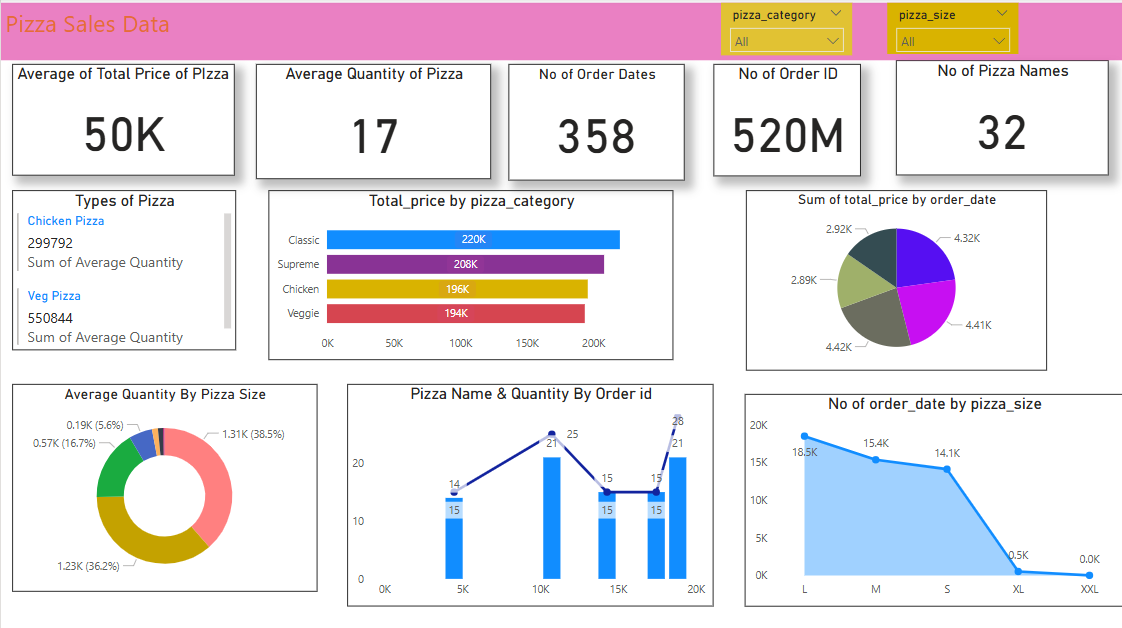 Pizza Sales Data
pizza_category
All
pizza_size
All
Average of Total Price of PIzza
50K
Average Quantity of Pizza
17
No of Order Dates
358
No of Order ID
520M
No of Pizza Names
32
Types of Pizza
Chicken Pizza
299792
Sum of Average Quantity
Veg Pizza
550844
Sum of Average Quantity
Total_price by pizza_category
Classic
220K
Supreme
208K
Chicken
196K
Veggie
194K
0K 50K 100K 150K 200K
Sum of total_price by order_date
2.92K
4.32K
2.89K
4.41K
4.42K
Average Quantity By Pizza Size
0.19K (5.6%)
1.31K (38.5%)
0.57K (16.7%)
1.23K (36.2%)
Pizza Name & Quantity By Order id
28
25
21 21
20
14 15 15
15 15 15
10
0
0K 5K 10K 15K 20K
No of order_date by pizza_size
20K
18.5K
15.4K
14.1K
15K
10K
5K
0.5K
0.0K
0K
L M S XL XXL